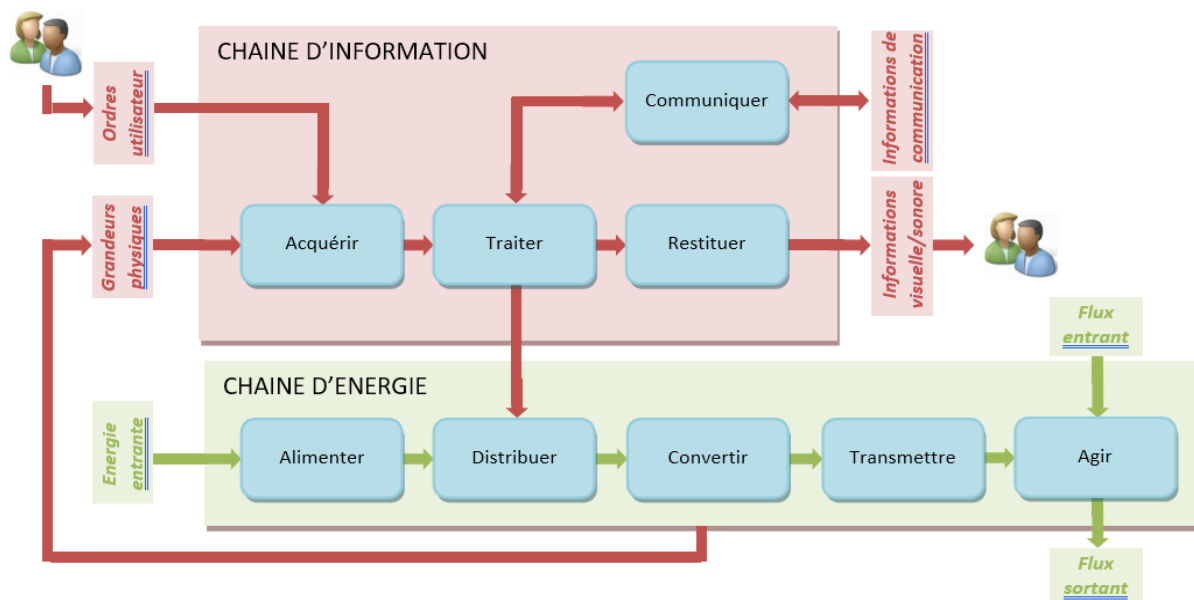 CHAINE D'INFORMATION
Ordres
utilisateur
Communiquer
Informations de
communication
Grandeurs
physiques
Acquérir
Traiter
Restituer
Informations
visuelle/sonore
Flux
entrant
CHAINE D'ENERGIE
Energie
entrante
Alimenter
Distribuer
Convertir
Transmettre
Agir
Flux
sortant